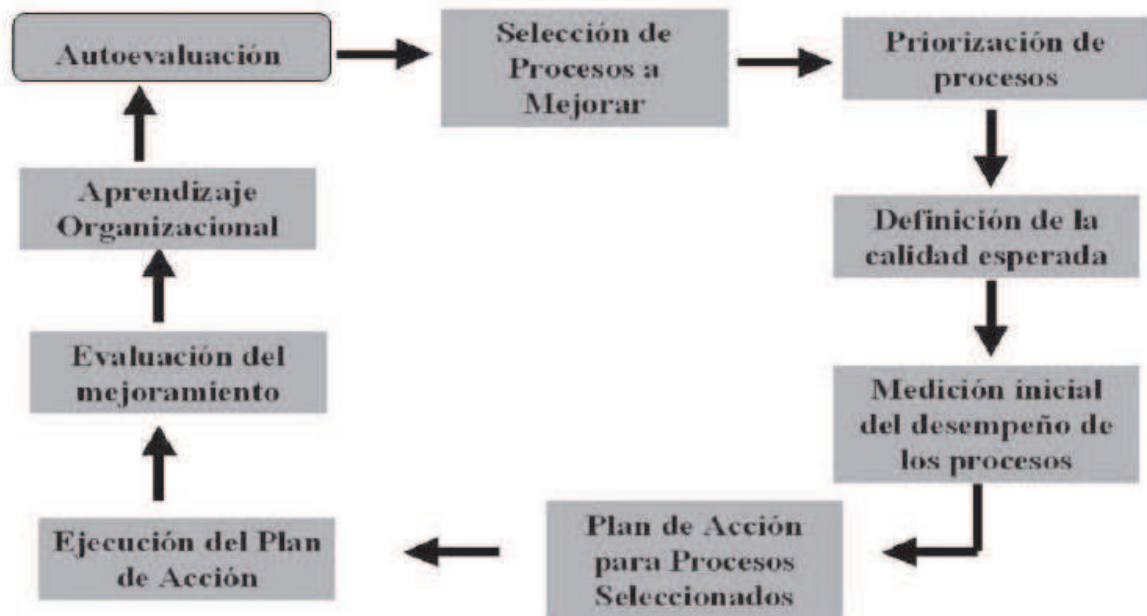 Autoevaluación
Selección de
Procesos a
Mejorar
Priorización de
procesos
Definición de la
calidad esperada
Medición inicial
del desempeño de
los procesos
Plan de Acción
para Procesos
Seleccionados
Ejecución del Plan
de Acción
Evaluación del
mejoramiento
Aprendizaje
Organizacional